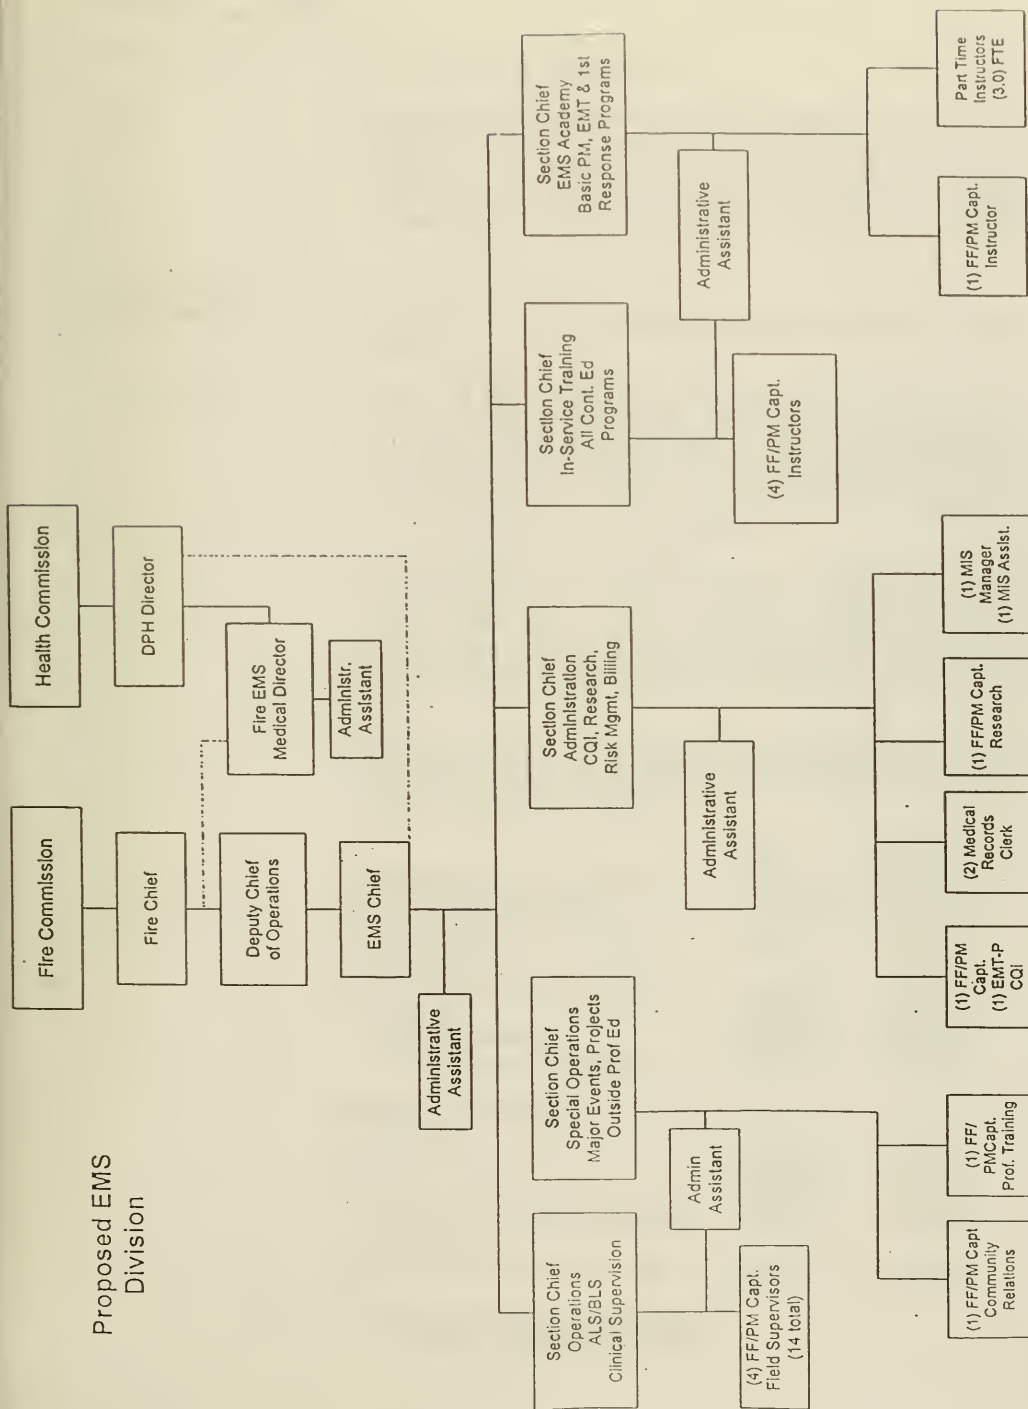 Proposed EMS
Division
Fire Commission
Health Commission
Fire Chief
DPH Director
Fire EMS
Medical Director
Administr.
Assistant
Deputy Chief
of Operations
EMS Chief
Administrative
Assistant
Section Chief
Operations
ALS/BLS
Clinical Supervision
Section Chief
Special Operations
Major Events, Projects
Outside Prof Ed
Section Chief
Administration
CQI, Research,
Risk Mgmt, Billing
Section Chief
In-Service Training
All Cont. Ed
Programs
Section Chief
EMS Academy
Basic PM, EMT & 1st
Response Programs
Admin
Assistant
Administrative
Assistant
Administrative
Assistant
(4) FF/PM Capt.
Field Supervisors
(14 total)
(4) FF/PM Capt.
Instructors
(1) FF/PM Capt
Community
Relations
(1) FF/
PMCapt.
Prof. Training
(1) FF/PM
Capt.
(1) EMT-P
CQI
(2) Medical
Records
Clerk
(1) FF/PM Capt.
Research
(1) MIS
Manager
(1) MIS Assist.
(1) FF/PM Capt.
Instructor
Part Time
Instructors
(3.0) FTE